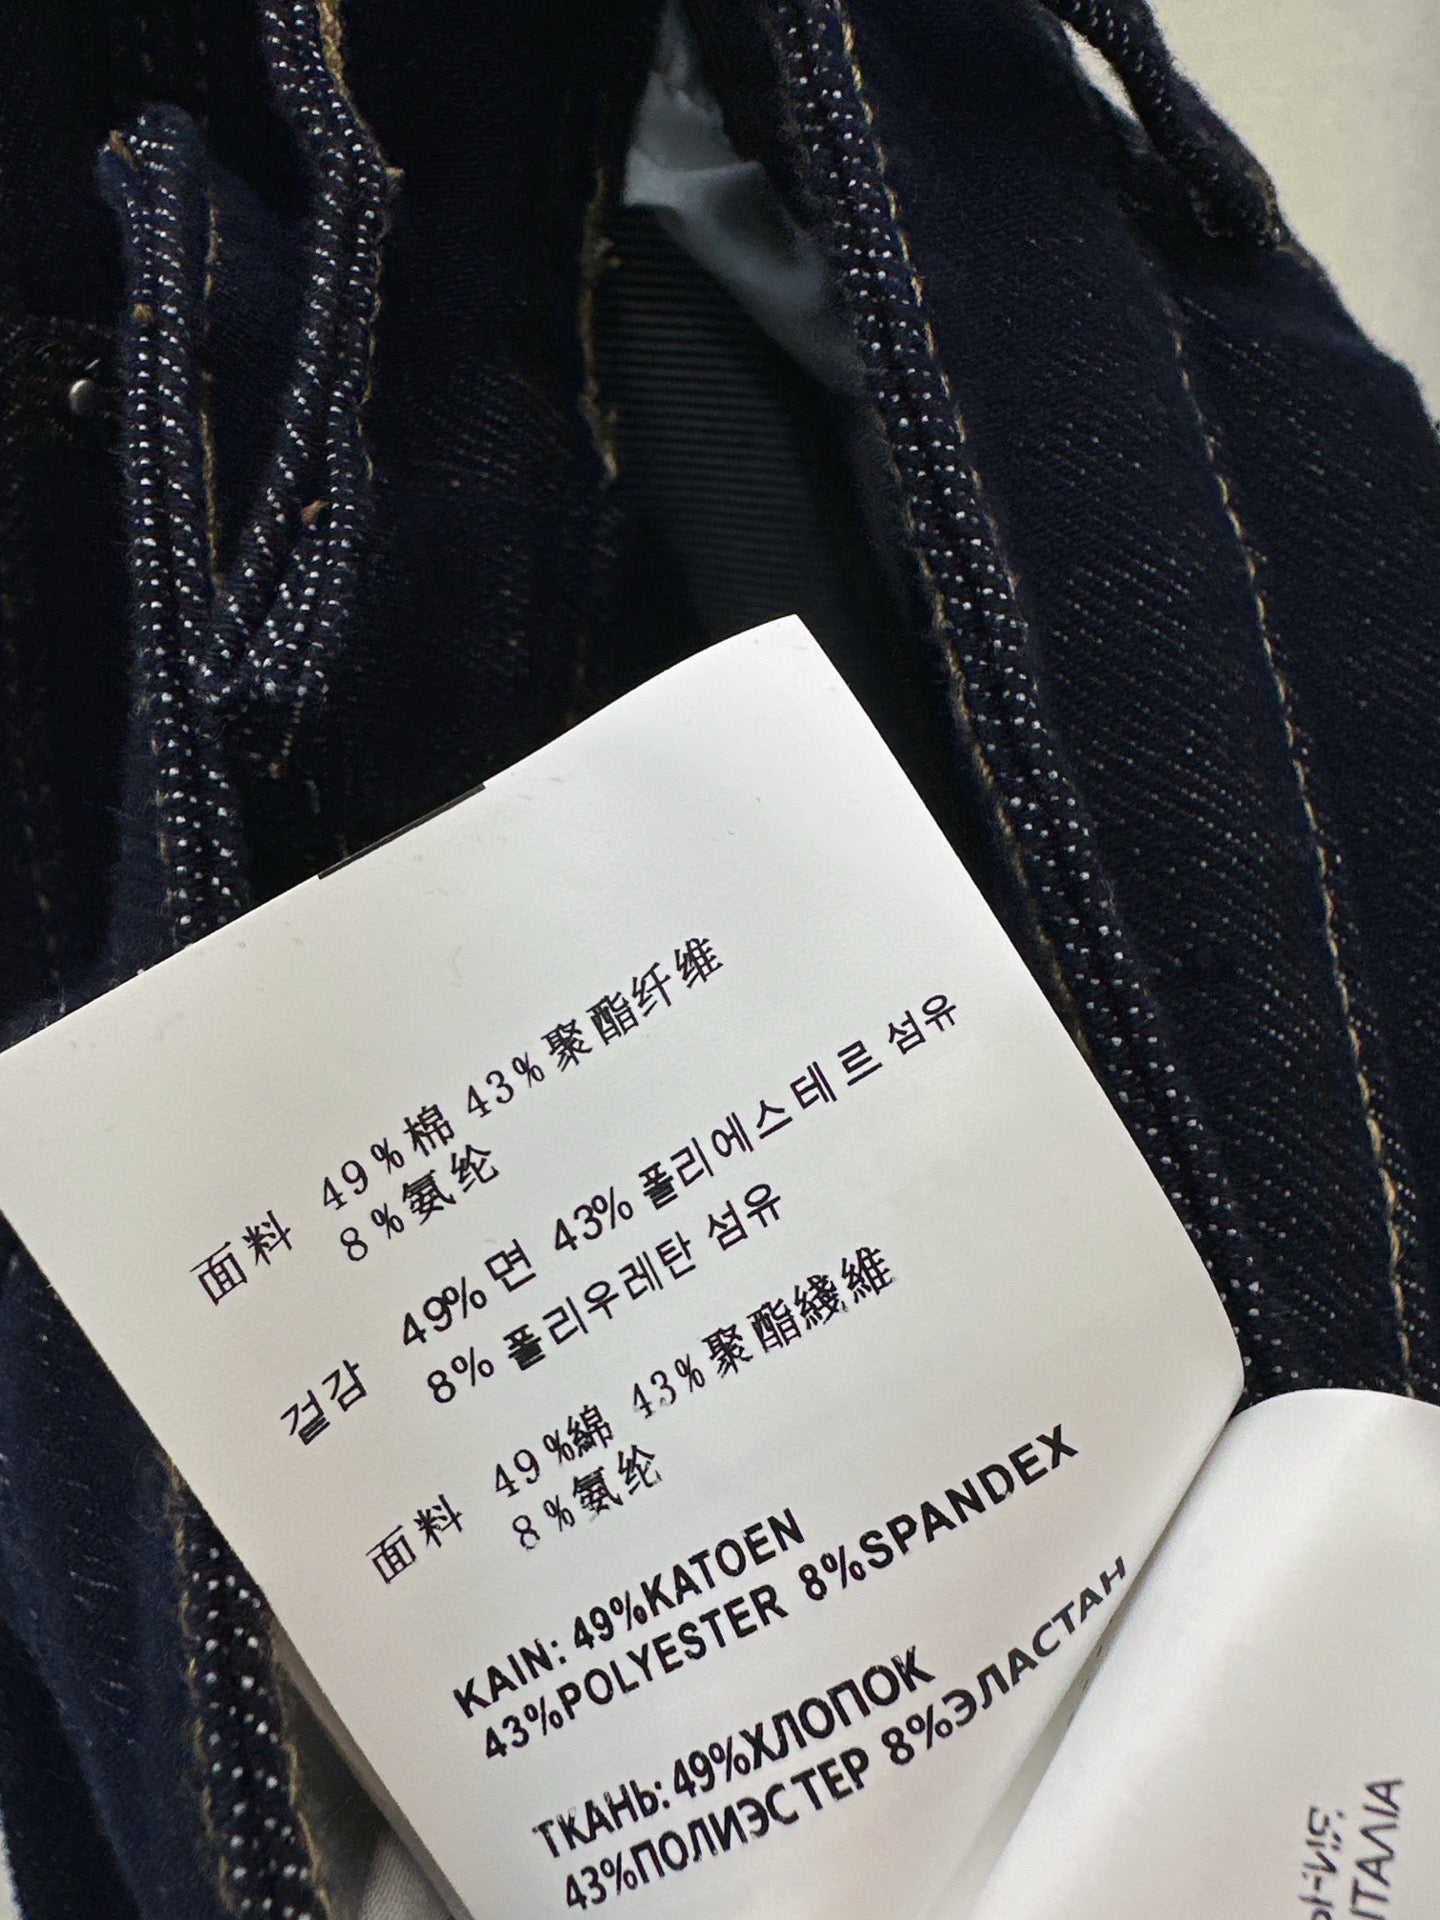 面料 49%棉 43%聚酯纤维
8%氨纶
겉감 49% 면 43% 폴리에스테르 섬유
8% 폴리우레탄 섬유
面料 49%綿 43%聚酯綫維
8%氨纶
KAIN: 49%KATOEN
43%POLYESTER 8%SPANDEX
ТКАНЬ: 49%ХЛОПОК
43%ПОЛИЭСТЕР 8%ЭЛАСТАН
ІТАЛІА